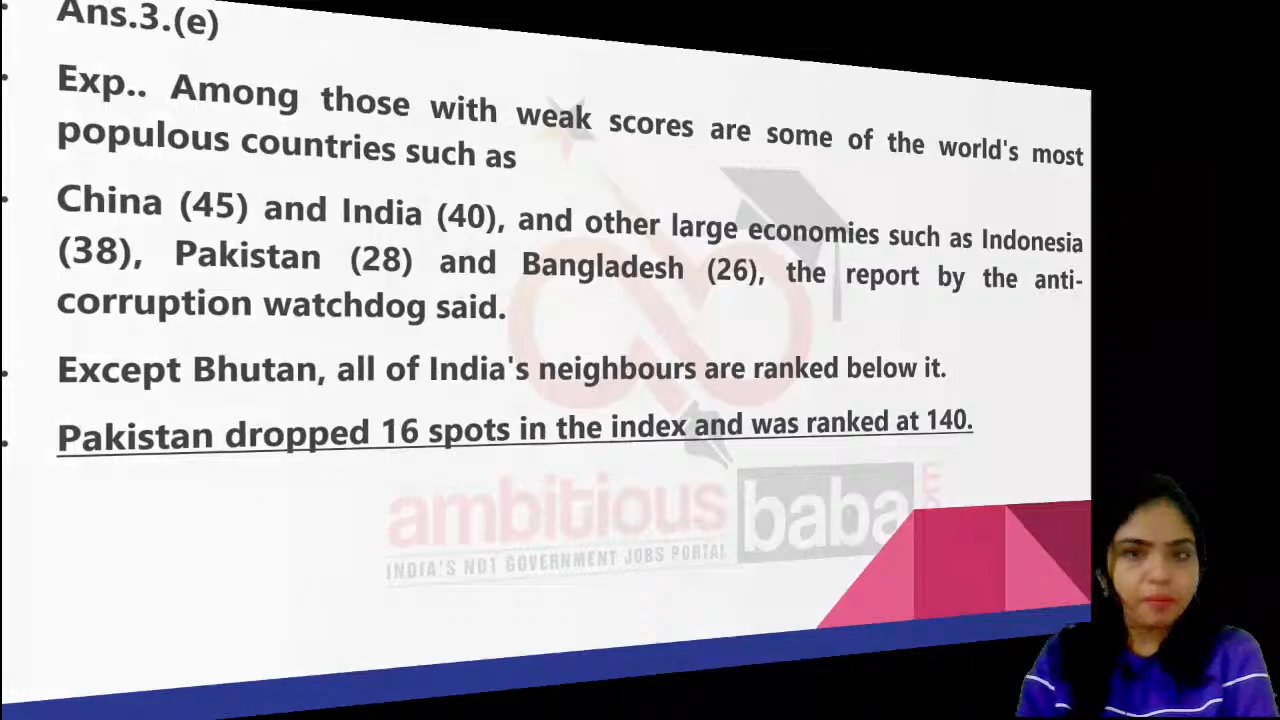 Ans.3.(e)
Exp.. Among those with weak scores are some of the world's most
populous countries such as
China (45) and India (40), and other large economies such as Indonesia
(38), Pakistan (28) and Bangladesh (26), the report by the anti-
corruption watchdog said.
Except Bhutan, all of India's neighbours are ranked below it.
Pakistan dropped 16 spots in the index and was ranked at 140.
ambitious baba .com
INDIA'S NO1 GOVERNMENT JOBS PORTAL